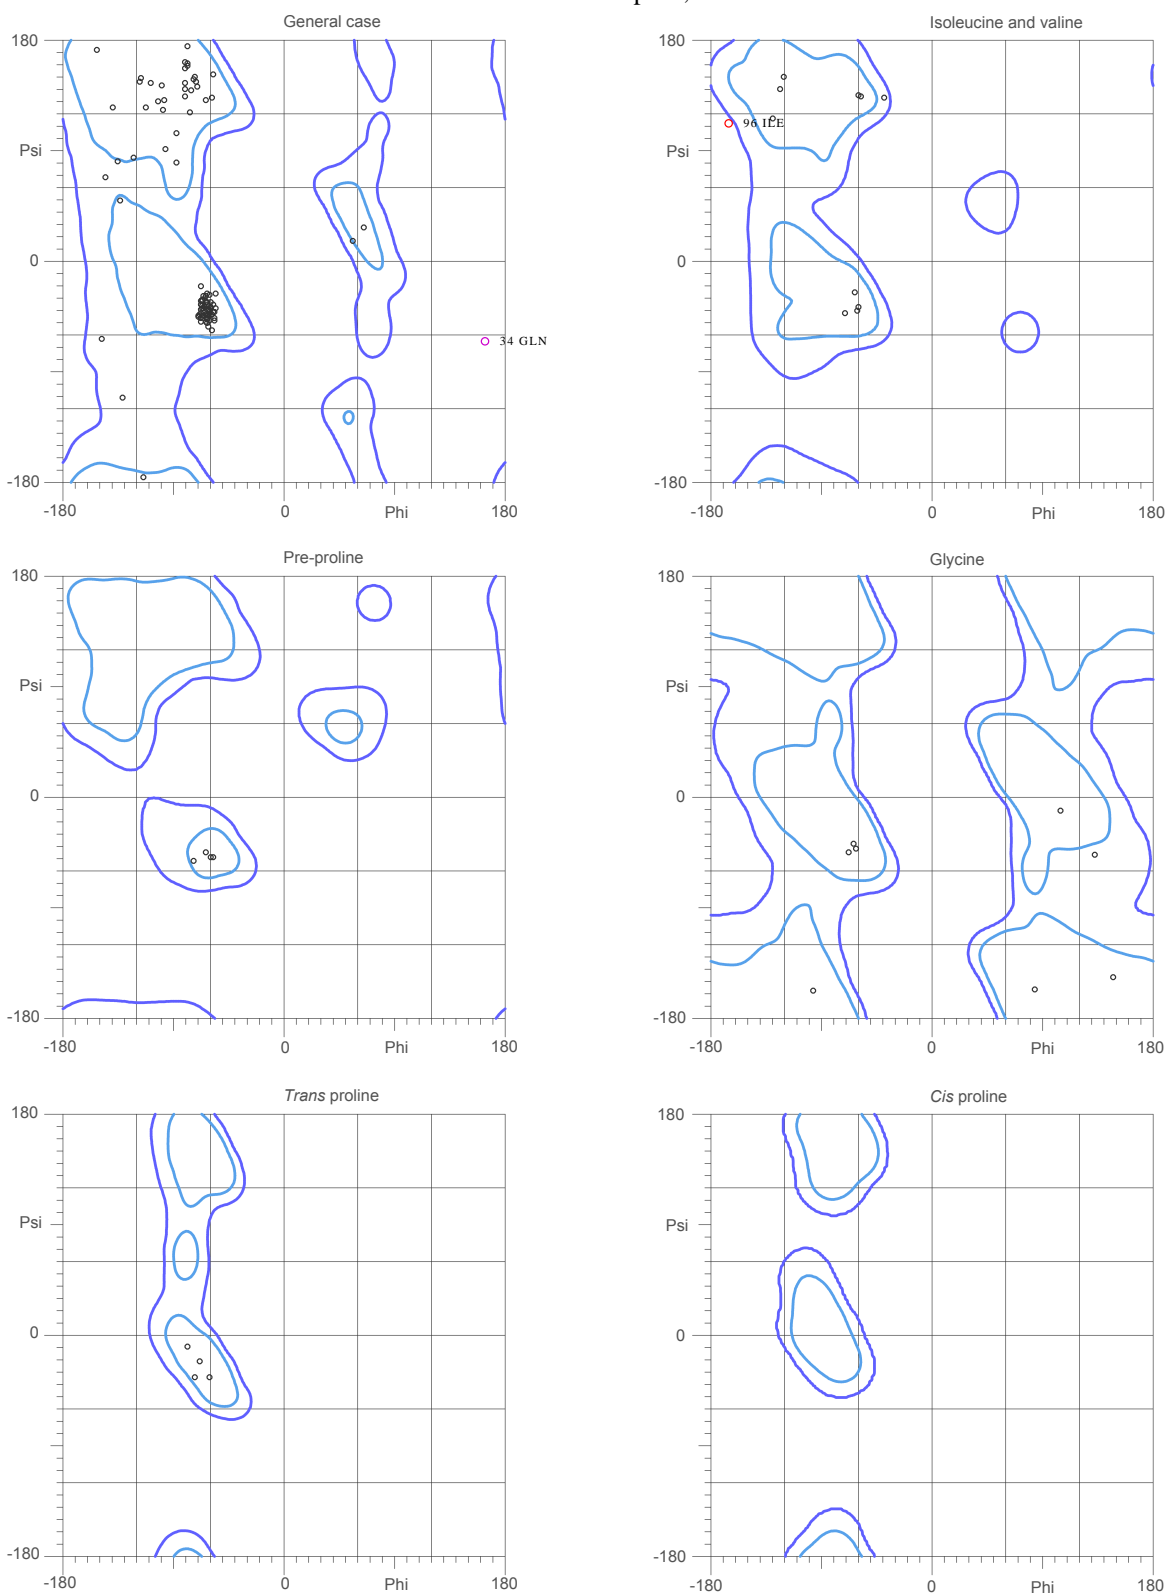 General case
Isoleucine and valine
180
Psi
0
-180
-180
0
Phi
180
34 GLN
180
Psi
0
-180
-180
0
Phi
180
96 ILE
Pre-proline
Glycine
180
Psi
0
-180
-180
0
Phi
180
180
Psi
0
-180
-180
0
Phi
180
Trans proline
Cis proline
180
Psi
0
-180
-180
0
Phi
180
180
Psi
0
-180
-180
0
Phi
180